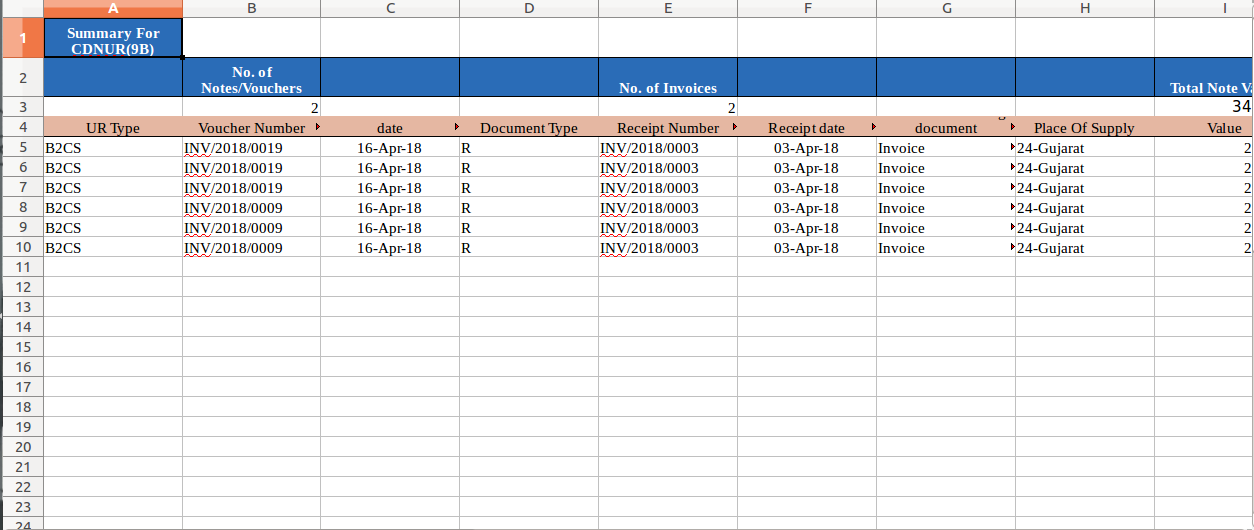 A B C D E F G H I
1 Summary For
CDNUR(9B)
2 No. of
Notes/Vouchers No. of Invoices Total Note
3 2 2 34
4 UR Type Voucher Number date Document Type Receipt Number Receipt date document Place Of Supply Value
5 B2CS INV/2018/0019 16-Apr-18 R INV/2018/0003 03-Apr-18 Invoice 24-Gujarat 2
6 B2CS INV/2018/0019 16-Apr-18 R INV/2018/0003 03-Apr-18 Invoice 24-Gujarat 2
7 B2CS INV/2018/0019 16-Apr-18 R INV/2018/0003 03-Apr-18 Invoice 24-Gujarat 2
8 B2CS INV/2018/0009 16-Apr-18 R INV/2018/0003 03-Apr-18 Invoice 24-Gujarat 2
9 B2CS INV/2018/0009 16-Apr-18 R INV/2018/0003 03-Apr-18 Invoice 24-Gujarat 2
10 B2CS INV/2018/0009 16-Apr-18 R INV/2018/0003 03-Apr-18 Invoice 24-Gujarat 2
11
12
13
14
15
16
17
18
19
20
21
22
23
24